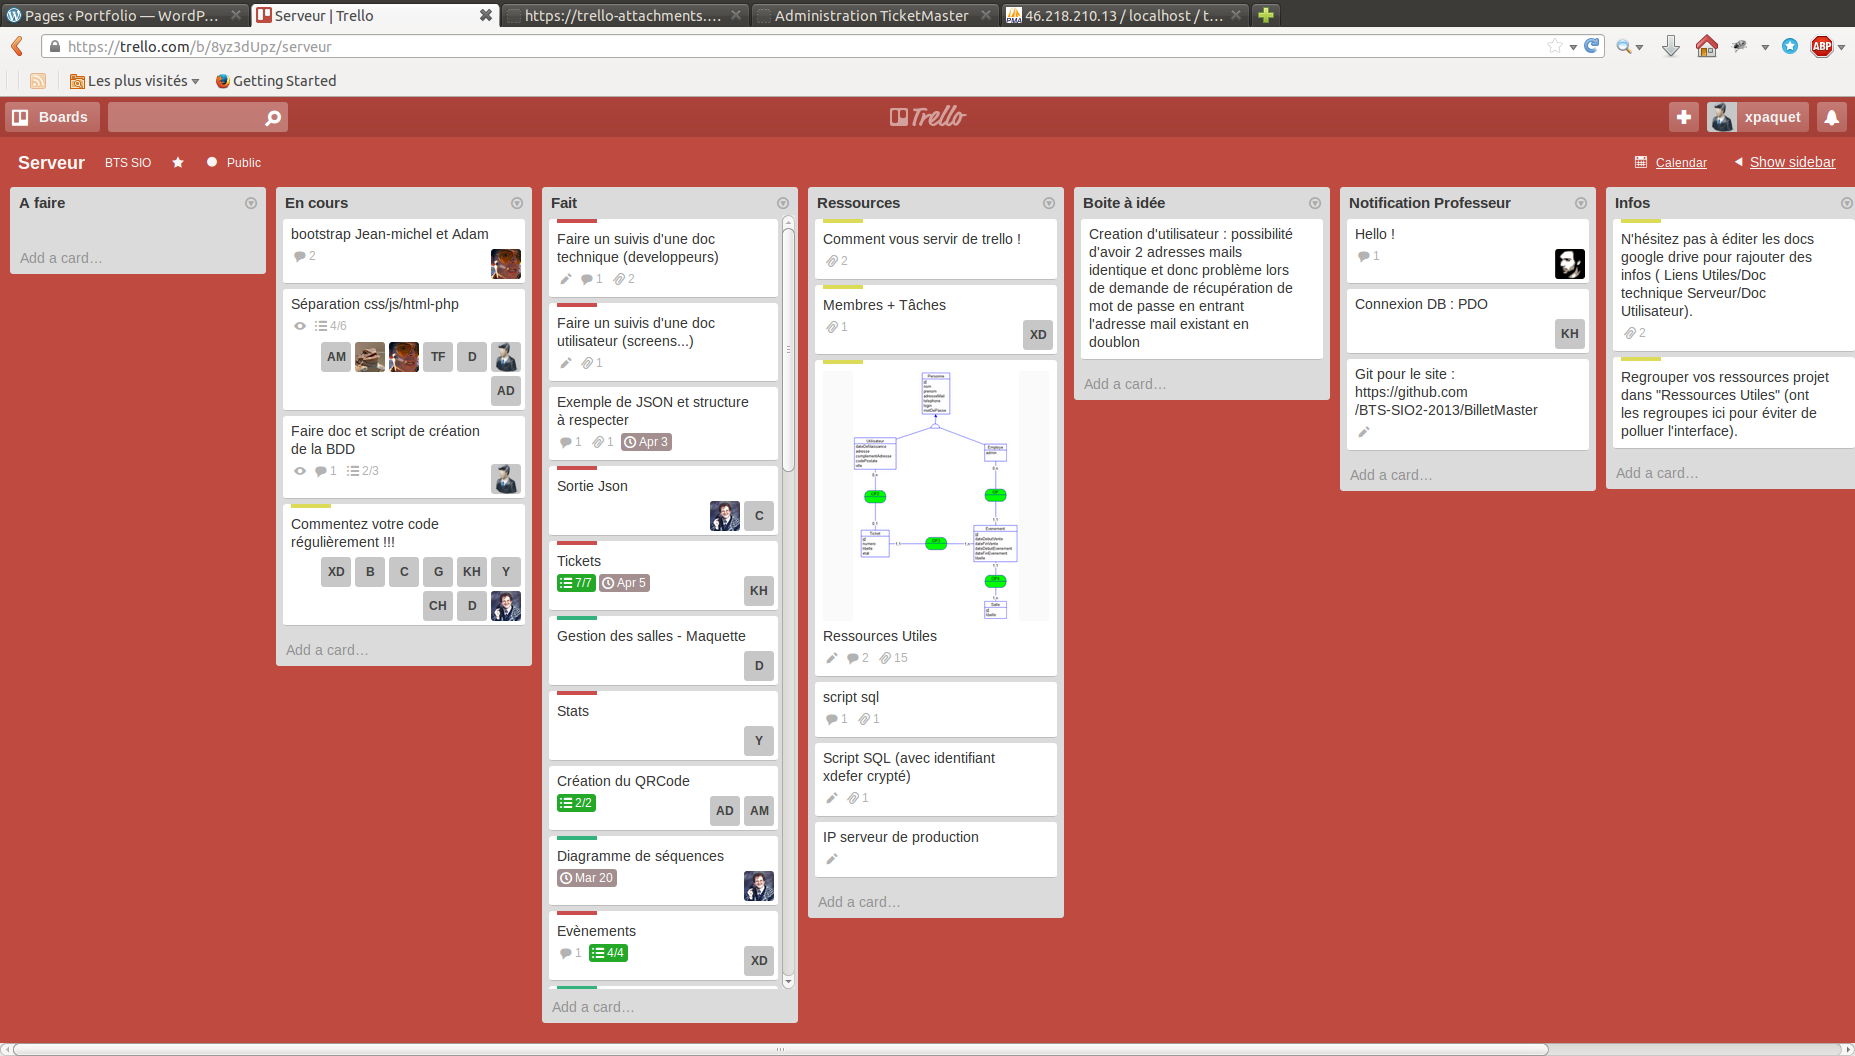 Pages ‹ Portfolio — WordP…
Serveur | Trello
https://trello-attachments.…
Administration TicketMaster
46.218.210.13 / localhost / t…
https://trello.com/b/8yz3dUpz/serveur
ABP
Les plus visités
Getting Started
Boards
Trello
xpaquet
Serveur
BTS SIO
Public
Calendar
Show sidebar
A faire
Add a card…
En cours
bootstrap Jean-michel et Adam
2
Séparation css/js/html-php
4/6
AM
TF
D
AD
Faire doc et script de création
de la BDD
1
2/3
Commentez votre code
régulièrement !!!
XD
B
C
G
KH
Y
CH
D
Add a card…
Fait
Faire un suivis d'une doc
technique (developpeurs)
1
2
Faire un suivis d'une doc
utilisateur (screens...)
1
Exemple de JSON et structure
à respecter
1
1
Apr 3
Sortie Json
C
Tickets
7/7
Apr 5
KH
Gestion des salles - Maquette
D
Stats
Y
Création du QRCode
2/2
AD
AM
Diagramme de séquences
Mar 20
Evènements
1
4/4
XD
Add a card…
Ressources
Comment vous servir de trello !
2
Membres + Tâches
1
XD
Personne
Utilisateur
Employe
Ticket
Evenement
Salle
Ressources Utiles
2
15
script sql
1
1
Script SQL (avec identifiant
xdefer crypté)
1
IP serveur de production
Add a card…
Boite à idée
Creation d'utilisateur : possibilité
d'avoir 2 adresses mails
identique et donc problème lors
de demande de récupération de
mot de passe en entrant
l'adresse mail existant en
doublon
Add a card…
Notification Professeur
Hello !
1
Connexion DB : PDO
KH
Git pour le site :
https://github.com
/BTS-SIO2-2013/BilletMaster
Add a card…
Infos
N'hésitez pas à éditer les docs
google drive pour rajouter des
infos ( Liens Utiles/Doc
technique Serveur/Doc
Utilisateur).
2
Regrouper vos ressources projet
dans "Ressources Utiles" (ont
les regroupes ici pour éviter de
polluer l'interface).
Add a card…